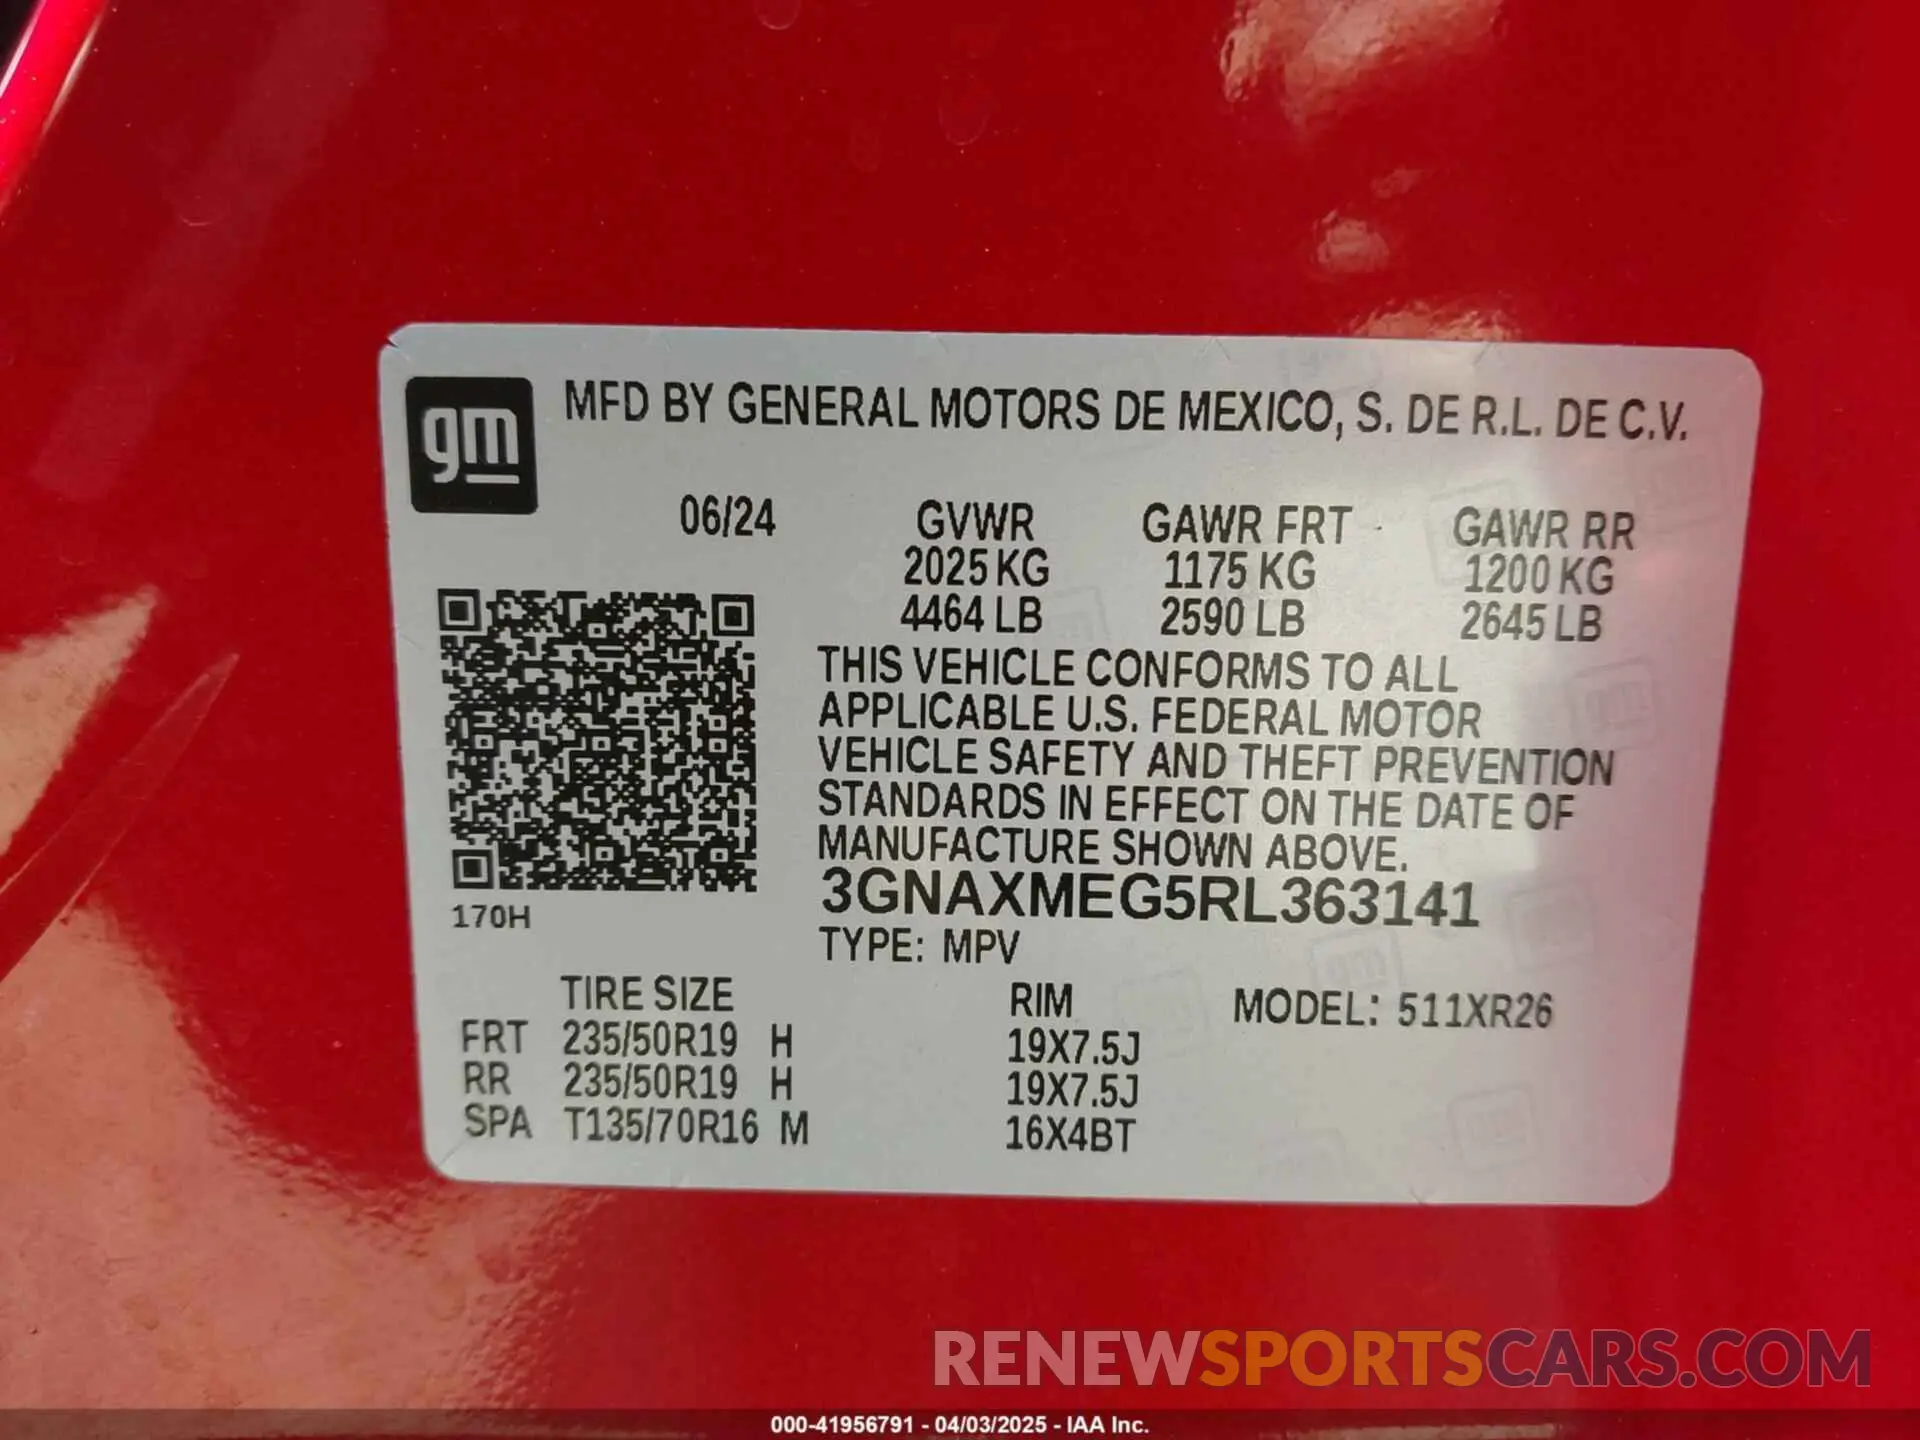 gm
MFD BY GENERAL MOTORS DE MEXICO, S. DE R.L. DE C.V.
06/24 GVWR GAWR FRT GAWR RR
2025 KG 1175 KG 1200 KG
4464 LB 2590 LB 2645 LB
THIS VEHICLE CONFORMS TO ALL
APPLICABLE U.S. FEDERAL MOTOR
VEHICLE SAFETY AND THEFT PREVENTION
STANDARDS IN EFFECT ON THE DATE OF
MANUFACTURE SHOWN ABOVE.
3GNAXMEG5RL363141
170H
TYPE: MPV
TIRE SIZE RIM MODEL: 511XR26
FRT 235/50R19 H 19X7.5J
RR 235/50R19 H 19X7.5J
SPA T135/70R16 M 16X4BT
RENEWSPORTSCARS.COM
000-41956791 - 04/03/2025 - IAA Inc.